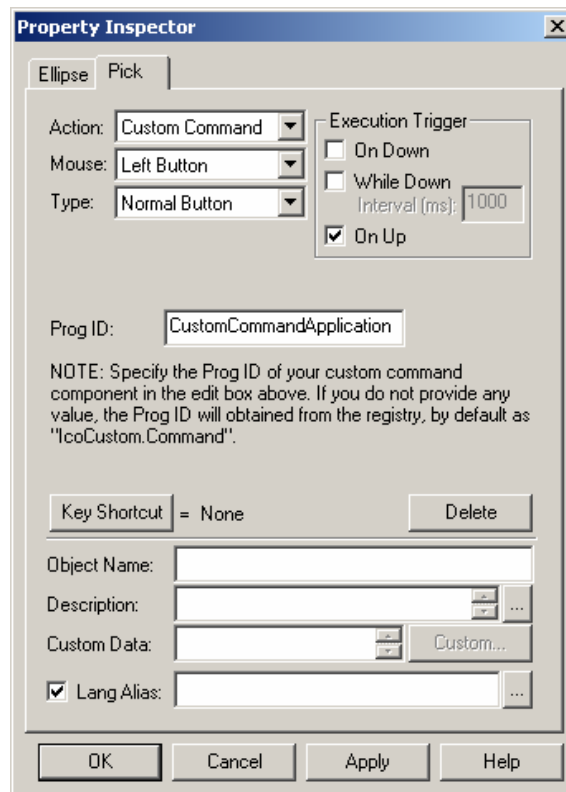 Property Inspector
Ellipse Pick
Action: Custom Command
Mouse: Left Button
Type: Normal Button
Execution Trigger
On Down
While Down
Interval (ms): 1000
On Up
Prog ID: CustomCommandApplication
NOTE: Specify the Prog ID of your custom command
component in the edit box above. If you do not provide any
value, the Prog ID will obtained from the registry, by default as
"IcoCustom.Command".
Key Shortcut = None Delete
Object Name:
Description: ...
Custom Data: Custom...
Lang Alias: ...
OK Cancel Apply Help